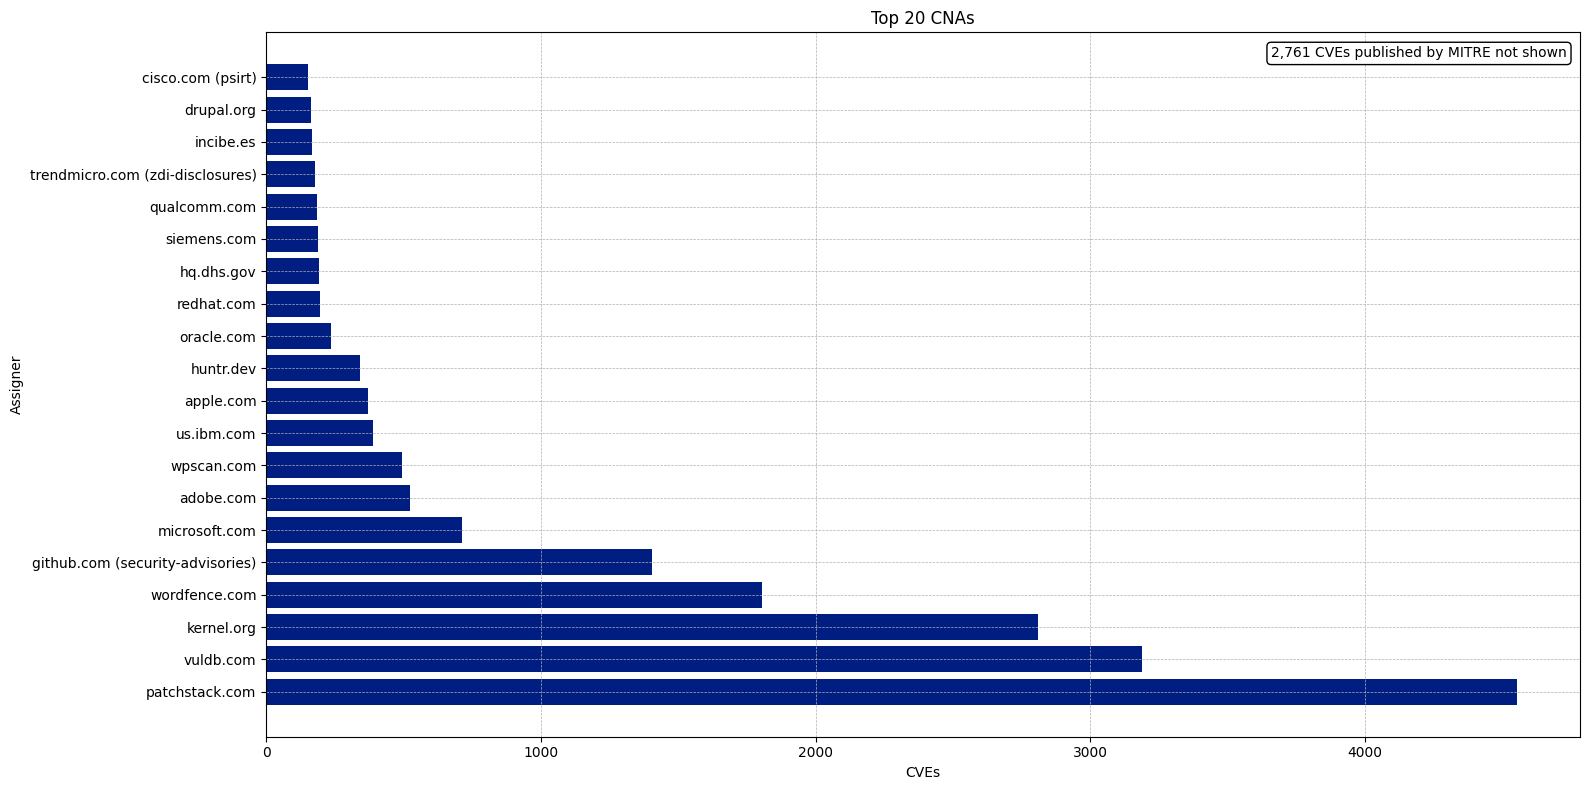 Top 20 CNAs
2,761 CVEs published by MITRE not shown
Assigner
cisco.com (psirt)
drupal.org
incibe.es
trendmicro.com (zdi-disclosures)
qualcomm.com
siemens.com
hq.dhs.gov
redhat.com
oracle.com
huntr.dev
apple.com
us.ibm.com
wpscan.com
adobe.com
microsoft.com
github.com (security-advisories)
wordfence.com
kernel.org
vuldb.com
patchstack.com
0 1000 2000 3000 4000
CVEs